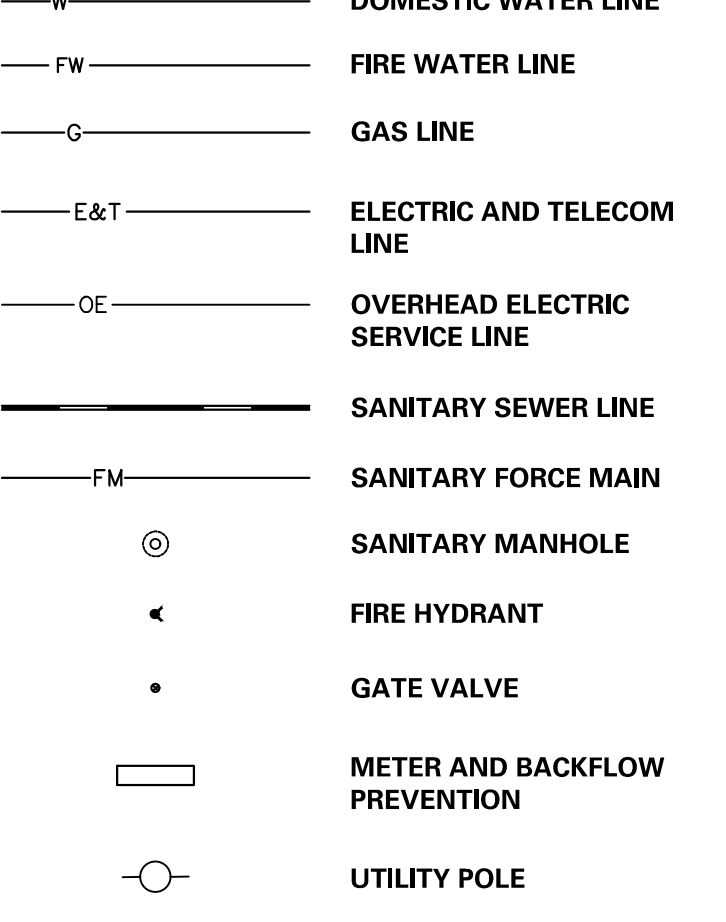 W DOMESTIC WATER LINE
FW FIRE WATER LINE
G GAS LINE
E&T ELECTRIC AND TELECOM
LINE
OE OVERHEAD ELECTRIC
SERVICE LINE
SANITARY SEWER LINE
FM SANITARY FORCE MAIN
SANITARY MANHOLE
FIRE HYDRANT
GATE VALVE
METER AND BACKFLOW
PREVENTION
UTILITY POLE